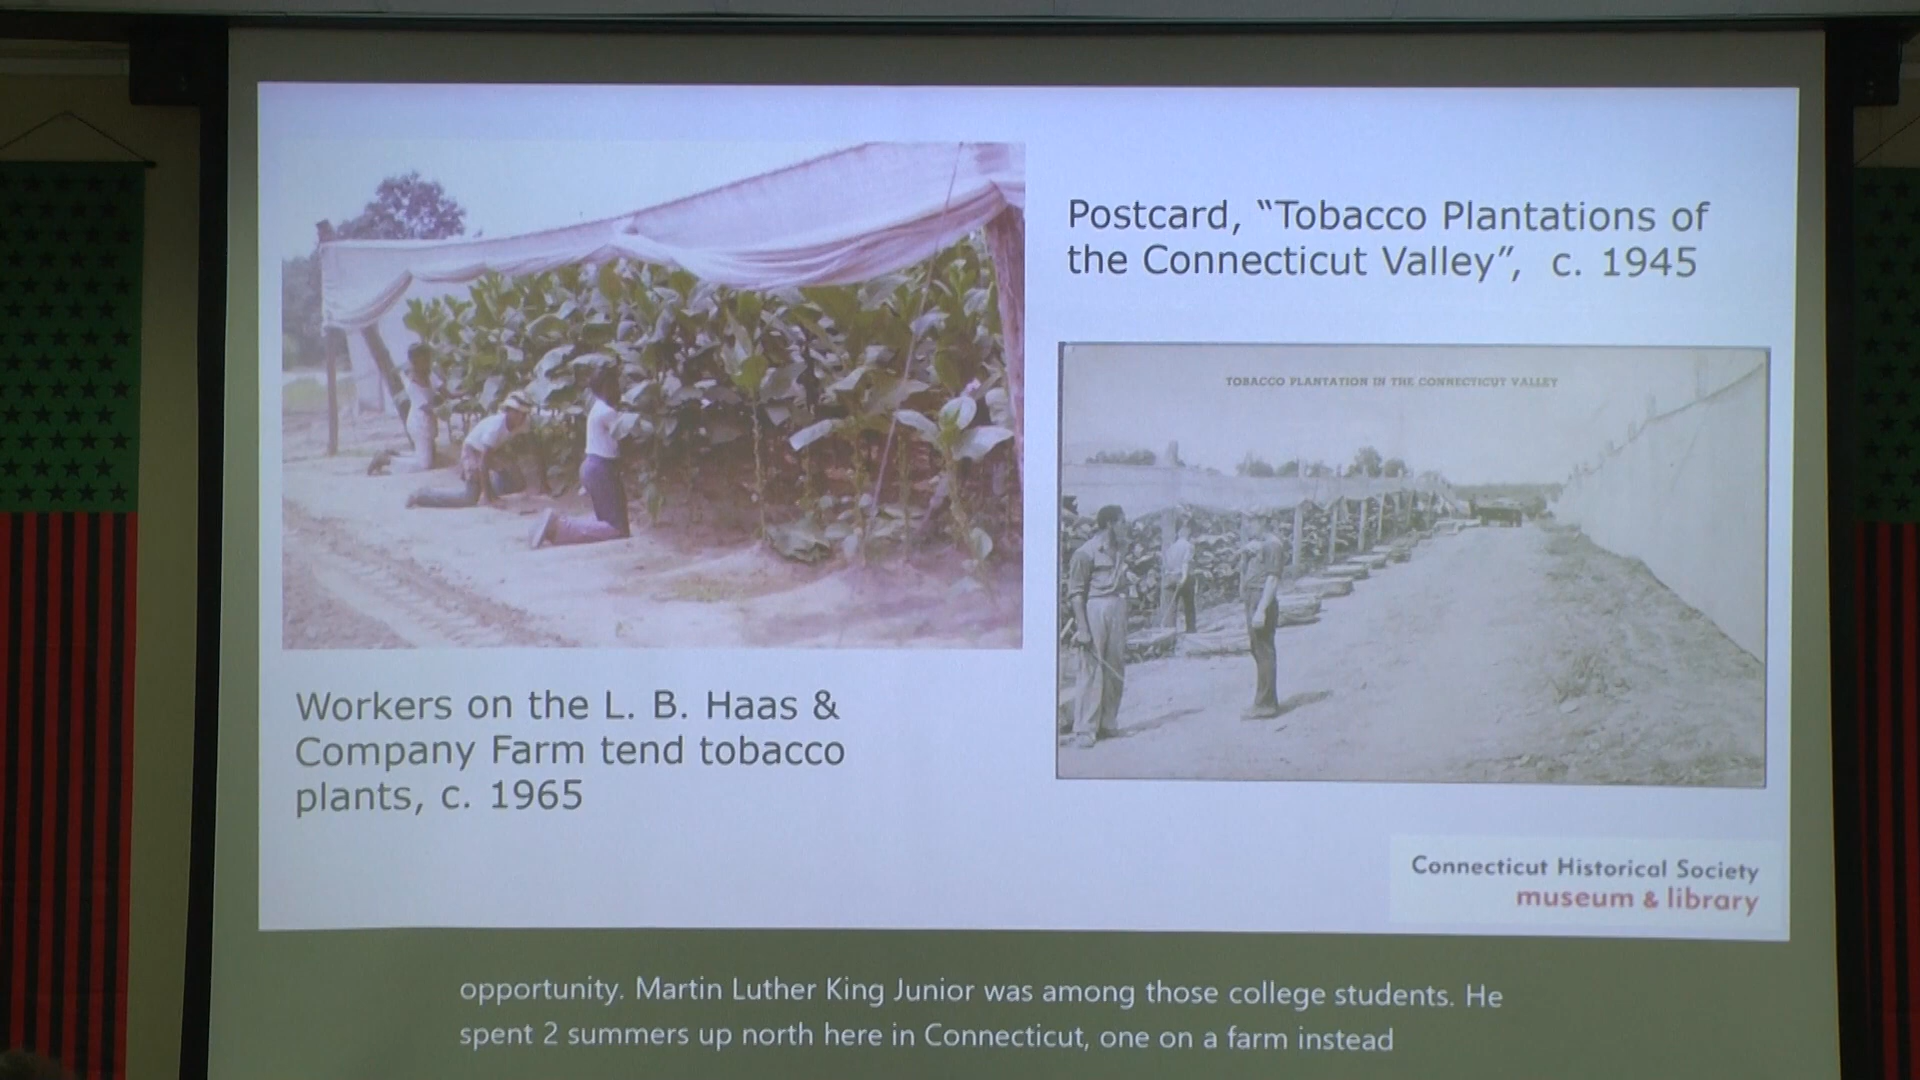 Postcard, “Tobacco Plantations of
the Connecticut Valley”, c. 1945
TOBACCO PLANTATION IN THE CONNECTICUT VALLEY
Workers on the L. B. Haas &
Company Farm tend tobacco
plants, c. 1965
Connecticut Historical Society
museum & library
opportunity. Martin Luther King Junior was among those college students. He
spent 2 summers up north here in Connecticut, one on a farm instead